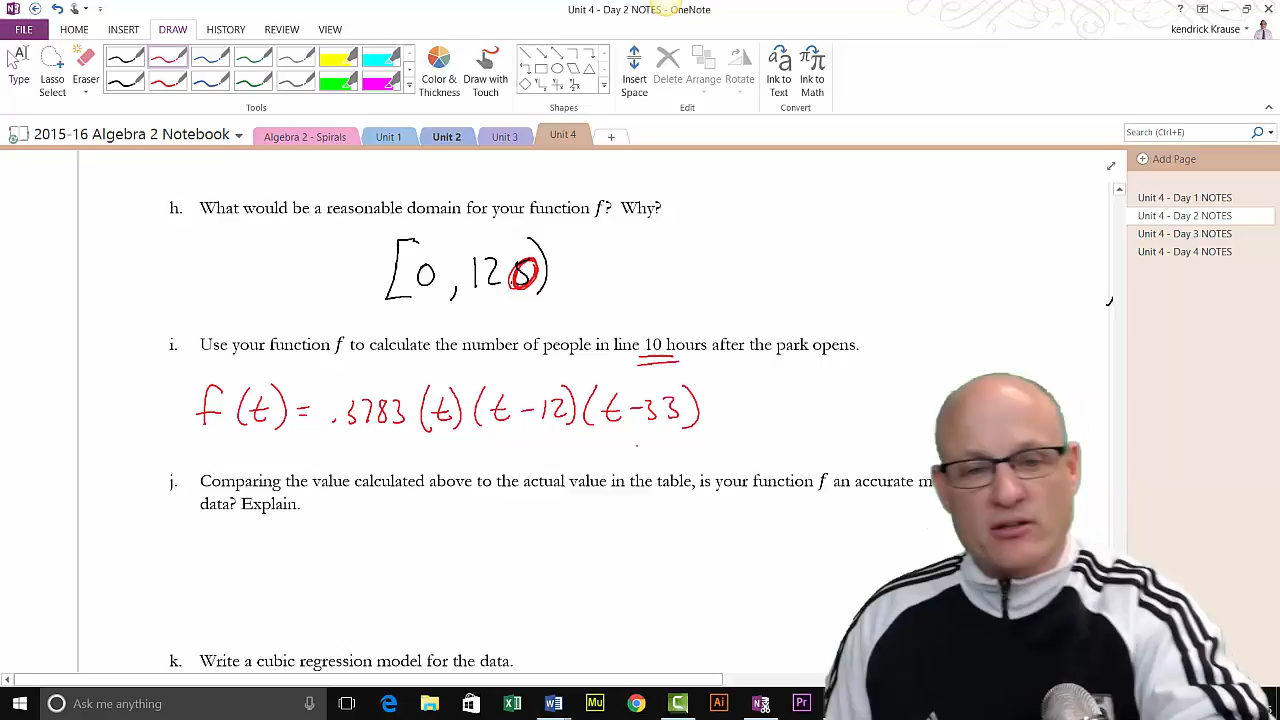 Unit 4 - Day 2 NOTES - OneNote
kendrick Krause
FILE HOME INSERT DRAW HISTORY REVIEW VIEW
Type Lasso Select Eraser Color & Thickness Draw with Touch Insert Space Delete Arrange Rotate Ink to Text Ink to Math
Tools Shapes Edit Convert
2015-16 Algebra 2 Notebook Algebra 2 - Spirals Unit 1 Unit 2 Unit 3 Unit 4
Search (Ctrl+E)
Add Page
Unit 4 - Day 1 NOTES
Unit 4 - Day 2 NOTES
Unit 4 - Day 3 NOTES
Unit 4 - Day 4 NOTES
h. What would be a reasonable domain for your function f? Why?
[0, 120)
i. Use your function f to calculate the number of people in line 10 hours after the park opens.
f(t) = .3783(t)(t-12)(t-33)
j. Comparing the value calculated above to the actual value in the table, is your function f an accurate m
data? Explain.
k. Write a cubic regression model for the data.
Ask me anything
Mu Ai Pr